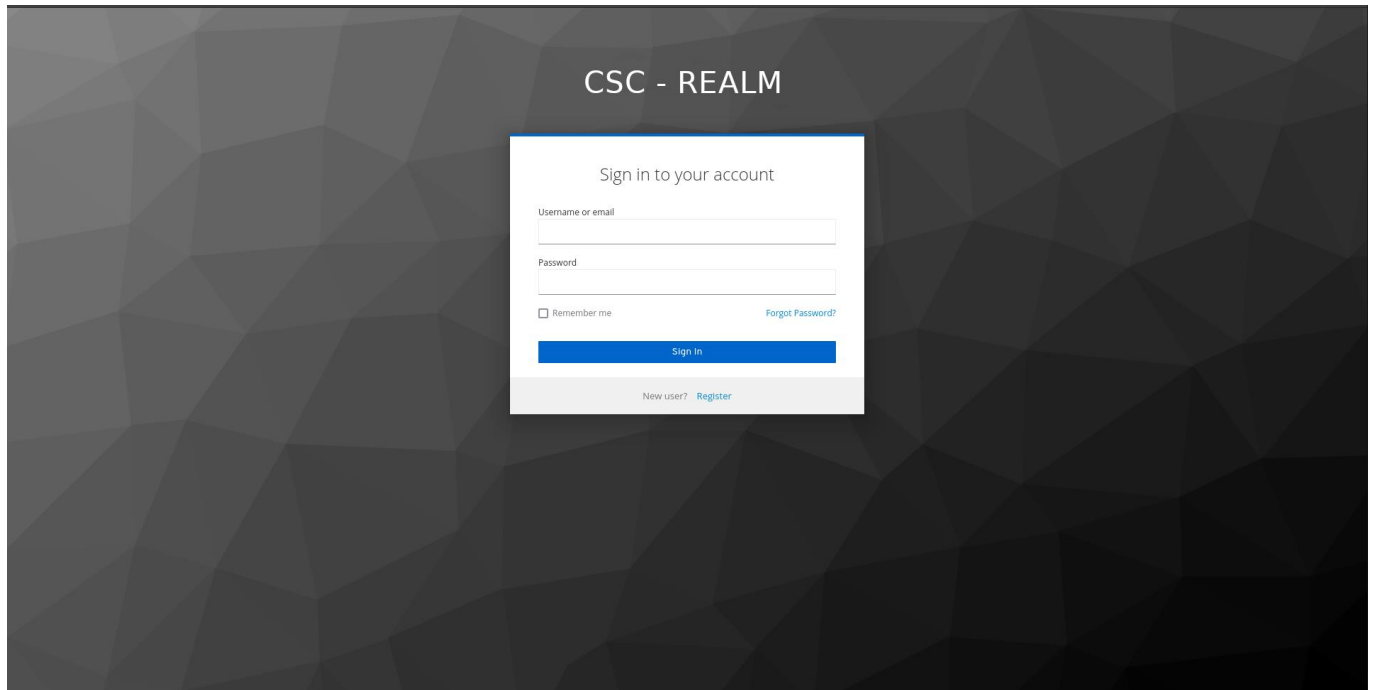 CSC - REALM
Sign in to your account
Username or email
Password
Remember me Forgot Password?
Sign In
New user? Register